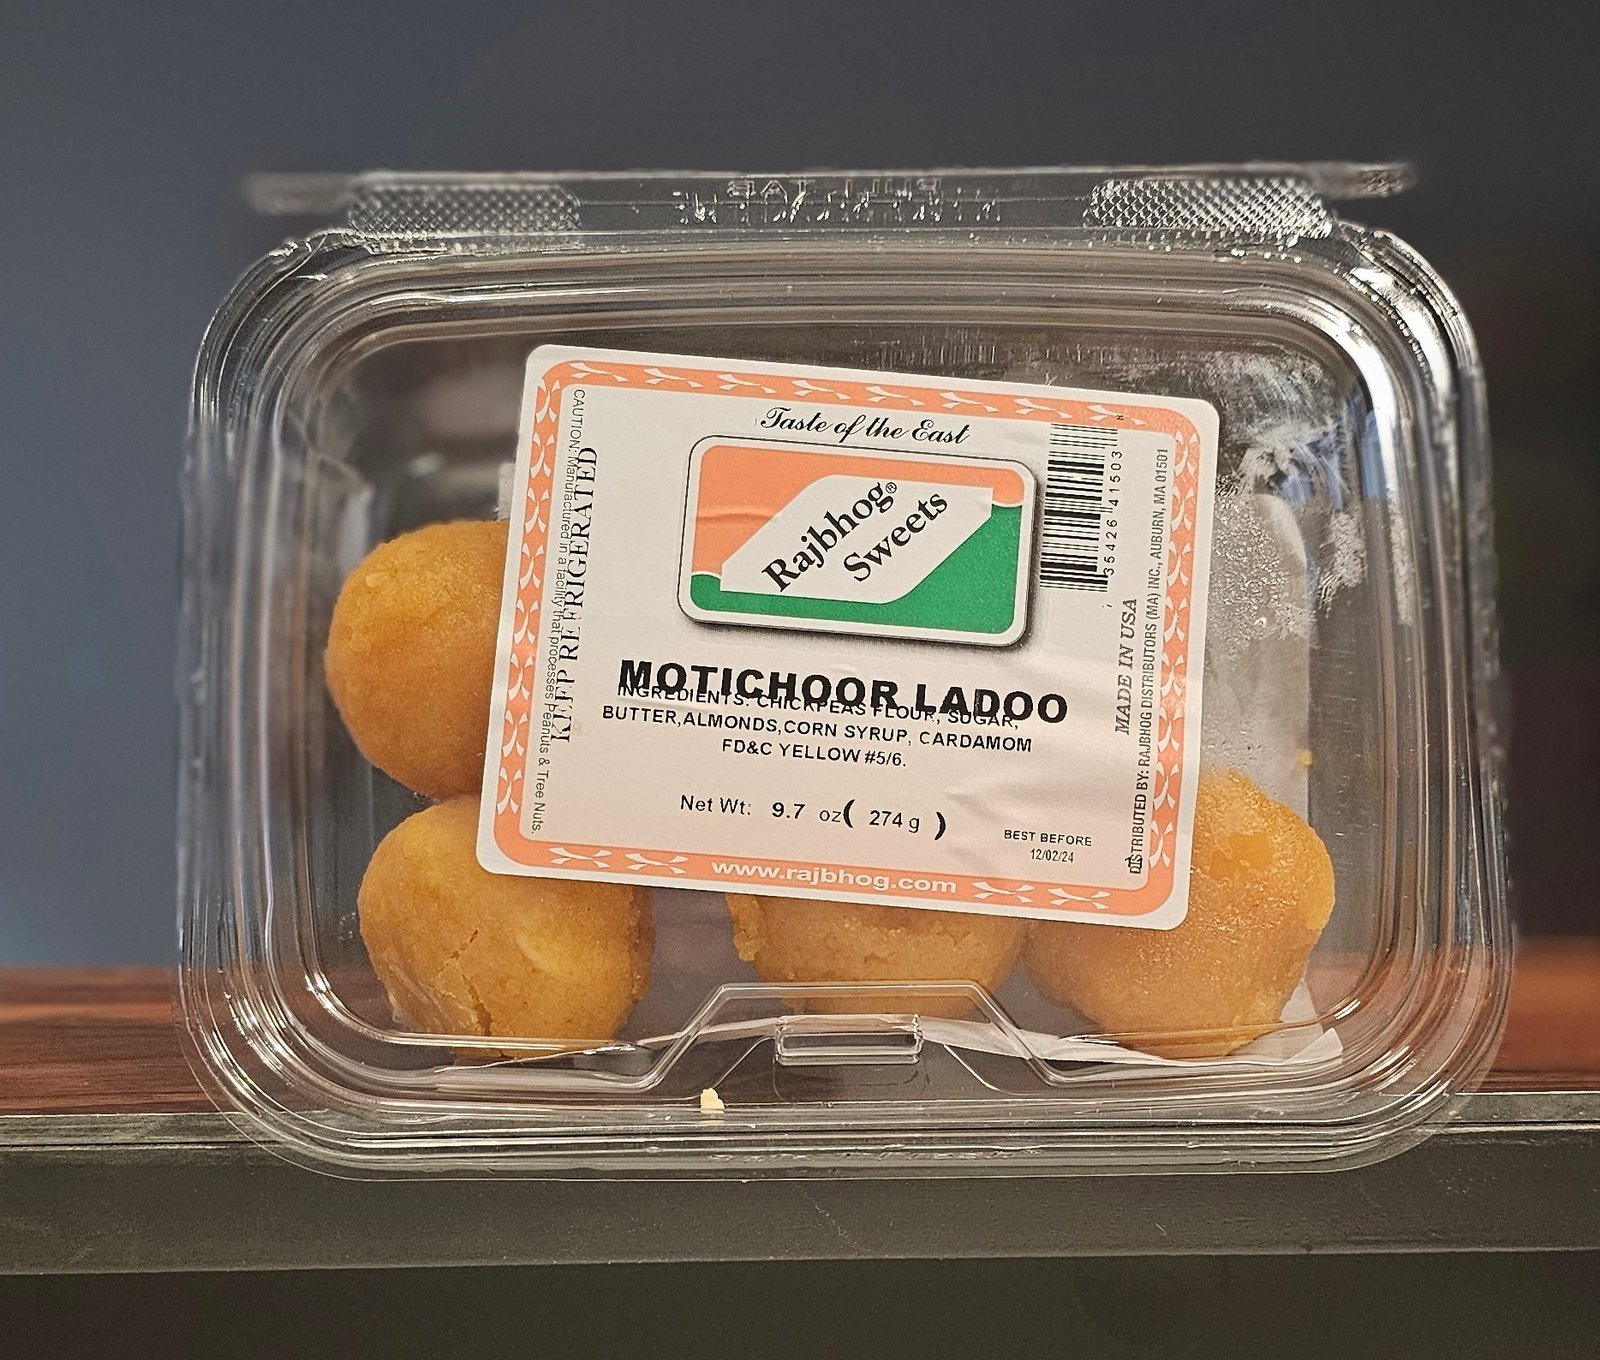 Taste of the East
Rajbhog®
Sweets
MOTICHOOR LADOO
INGREDIENTS: CHICKPEAS FLOUR, SUGAR,
BUTTER,ALMONDS,CORN SYRUP, CARDAMOM
FD&C YELLOW #5/6.
Net Wt: 9.7 oz( 274 g )
BEST BEFORE
12/02/24
www.rajbhog.com
CAUTION: Manufactured in a facility that processes Peanuts & Tree Nuts.
KEEP REFRIGERATED
35426 41503
MADE IN USA
DISTRIBUTED BY: RAJBHOG DISTRIBUTORS (MA) INC., AUBURN, MA 01501